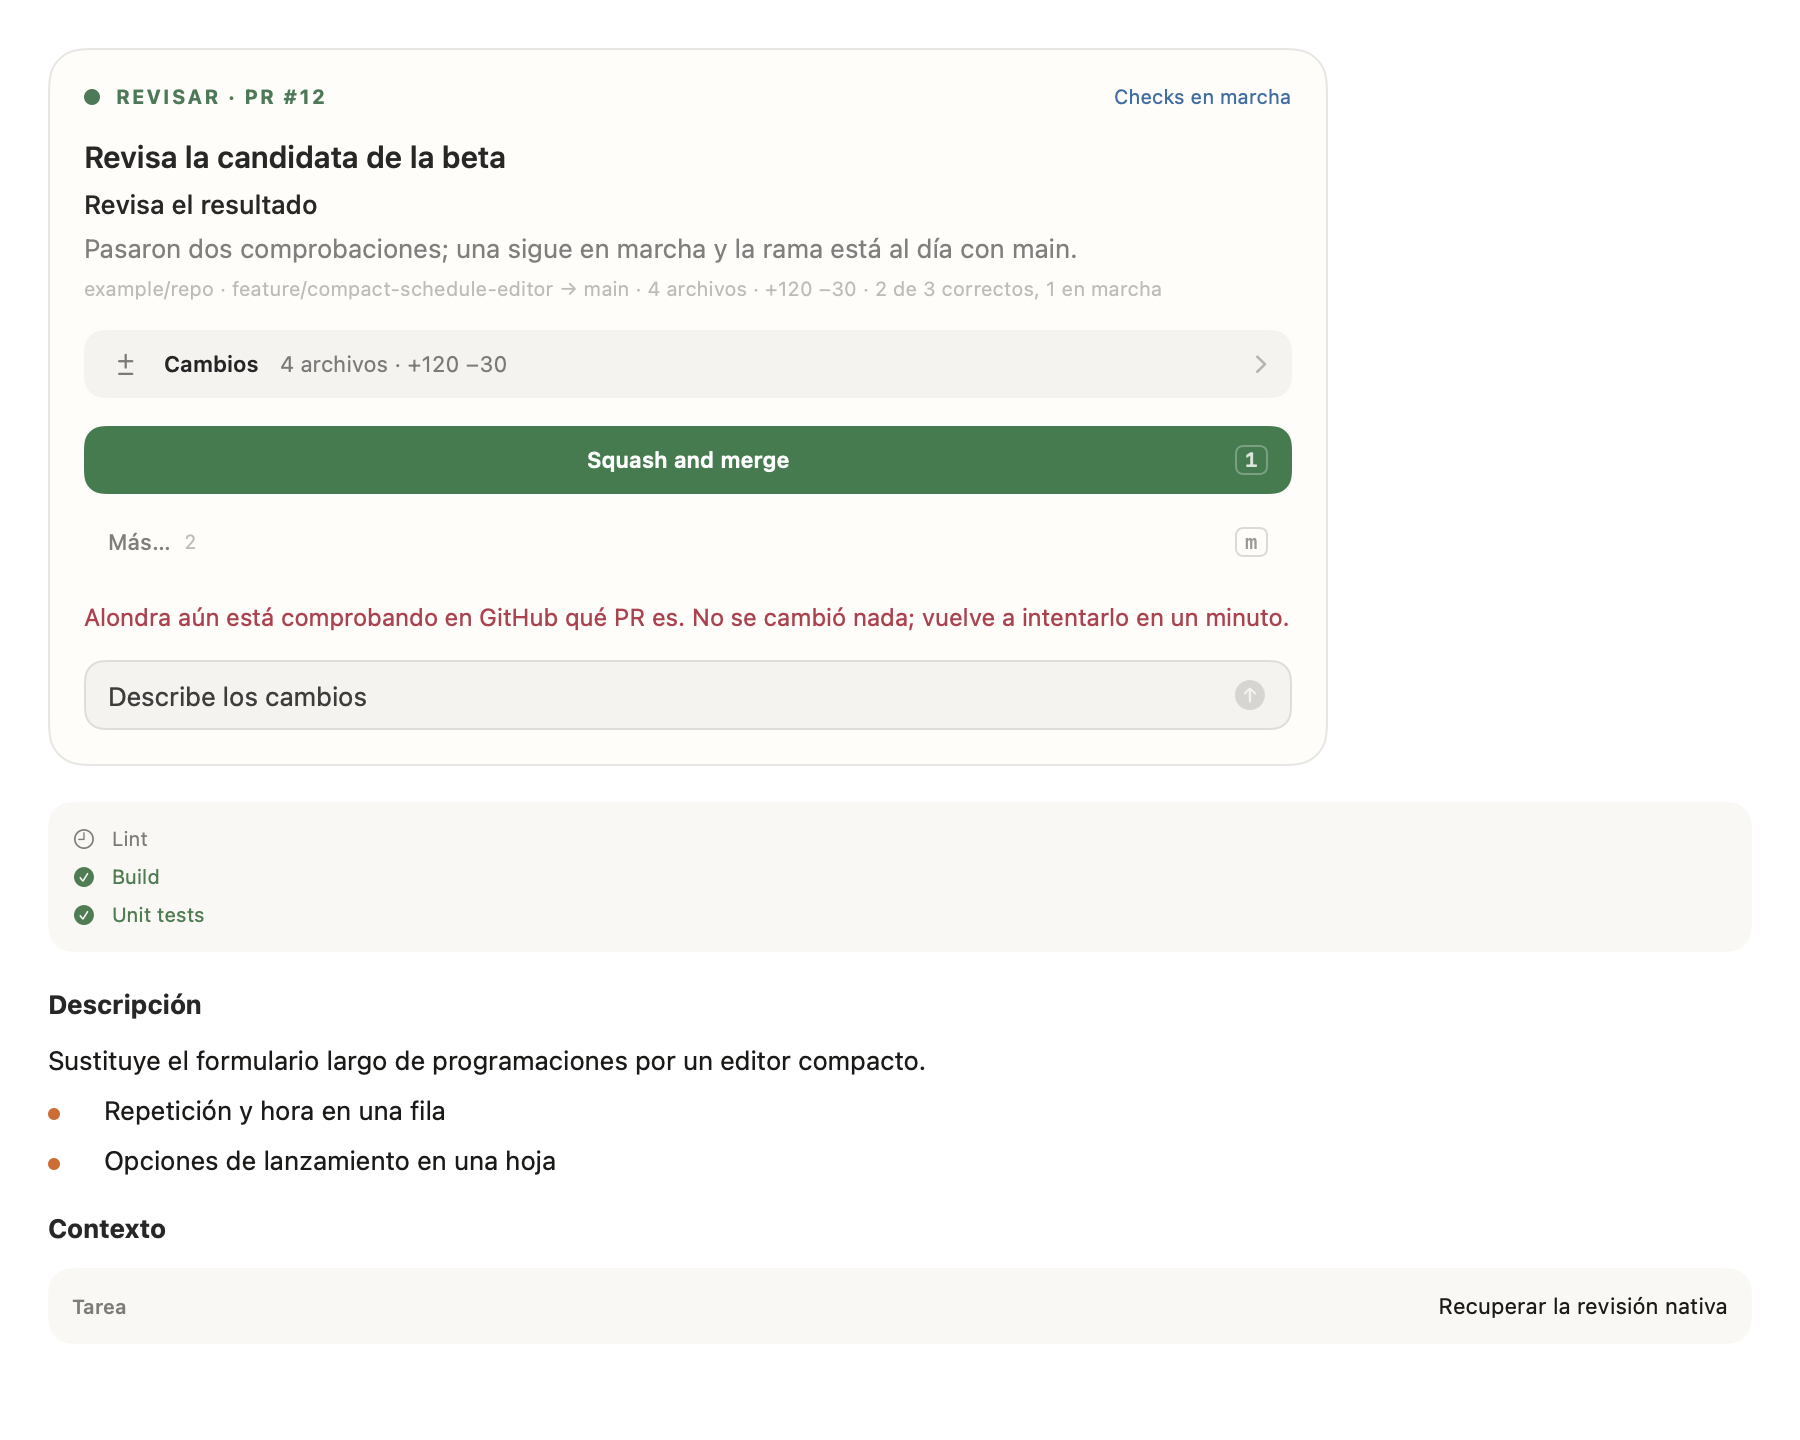 REVISAR · PR #12
Checks en marcha
Revisa la candidata de la beta
Revisa el resultado
Pasaron dos comprobaciones; una sigue en marcha y la rama está al día con main.
example/repo · feature/compact-schedule-editor → main · 4 archivos · +120 −30 · 2 de 3 correctos, 1 en marcha
Cambios 4 archivos · +120 −30
Squash and merge 1
Más... 2 m
Alondra aún está comprobando en GitHub qué PR es. No se cambió nada; vuelve a intentarlo en un minuto.
Describe los cambios
Lint
Build
Unit tests
Descripción
Sustituye el formulario largo de programaciones por un editor compacto.
Repetición y hora en una fila
Opciones de lanzamiento en una hoja
Contexto
Tarea Recuperar la revisión nativa